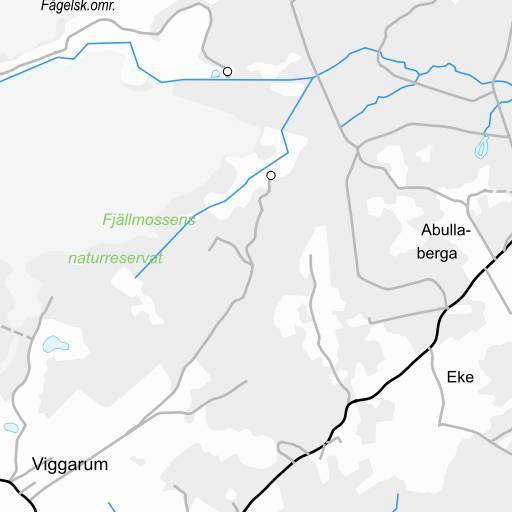 Fågelsk.omr.
Fjällmossens
naturreservat
Abulla-
berga
Eke
Viggarum